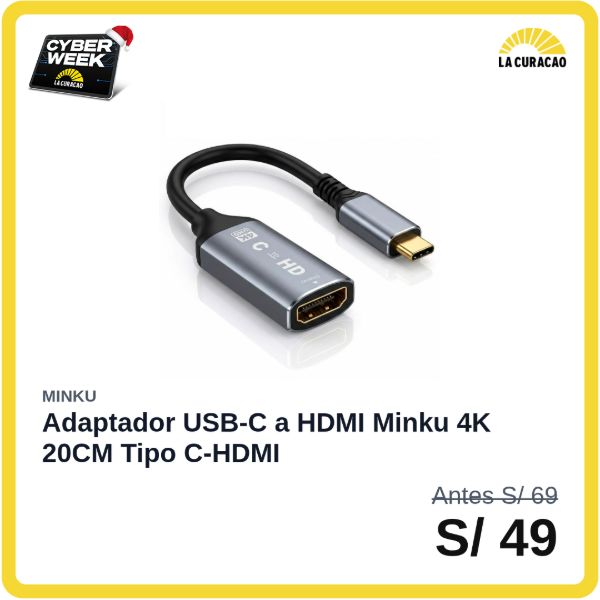 CYBER
WEEK
LA CURACAO
LA CURACAO
C to HD
MINKU
Adaptador USB-C a HDMI Minku 4K
20CM Tipo C-HDMI
Antes S/ 69
S/ 49